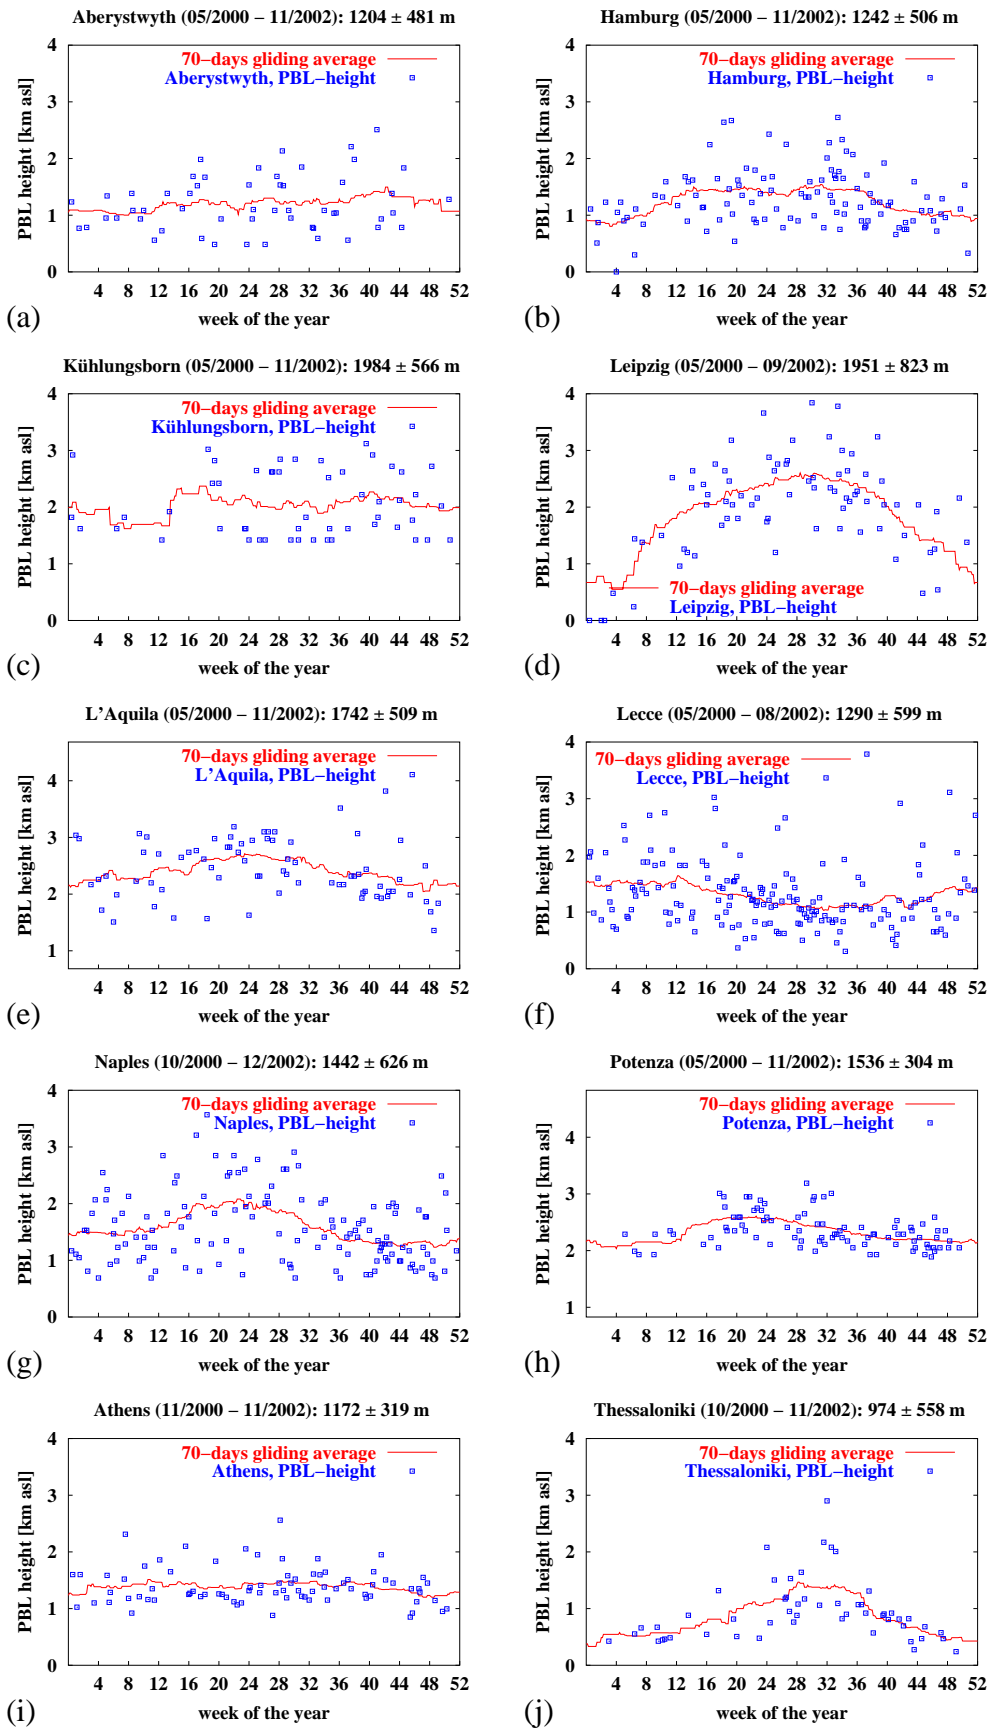 Aberystwyth (05/2000 − 11/2002): 1204 ± 481 m
70−days gliding average
Aberystwyth, PBL−height
PBL height [km asl]
4
3
2
1
0
4 8 12 16 20 24 28 32 36 40 44 48 52
week of the year
(a)
Hamburg (05/2000 − 11/2002): 1242 ± 506 m
70−days gliding average
Hamburg, PBL−height
PBL height [km asl]
4
3
2
1
0
4 8 12 16 20 24 28 32 36 40 44 48 52
week of the year
(b)
Kühlungsborn (05/2000 − 11/2002): 1984 ± 566 m
70−days gliding average
Kühlungsborn, PBL−height
PBL height [km asl]
4
3
2
1
0
4 8 12 16 20 24 28 32 36 40 44 48 52
week of the year
(c)
Leipzig (05/2000 − 09/2002): 1951 ± 823 m
PBL height [km asl]
4
3
2
1
0
70−days gliding average
Leipzig, PBL−height
4 8 12 16 20 24 28 32 36 40 44 48 52
week of the year
(d)
L'Aquila (05/2000 − 11/2002): 1742 ± 509 m
70−days gliding average
L'Aquila, PBL−height
PBL height [km asl]
4
3
2
1
4 8 12 16 20 24 28 32 36 40 44 48 52
week of the year
(e)
Lecce (05/2000 − 08/2002): 1290 ± 599 m
70−days gliding average
Lecce, PBL−height
PBL height [km asl]
4
3
2
1
0
4 8 12 16 20 24 28 32 36 40 44 48 52
week of the year
(f)
Naples (10/2000 − 12/2002): 1442 ± 626 m
70−days gliding average
Naples, PBL−height
PBL height [km asl]
4
3
2
1
0
4 8 12 16 20 24 28 32 36 40 44 48 52
week of the year
(g)
Potenza (05/2000 − 11/2002): 1536 ± 304 m
70−days gliding average
Potenza, PBL−height
PBL height [km asl]
4
3
2
1
4 8 12 16 20 24 28 32 36 40 44 48 52
week of the year
(h)
Athens (11/2000 − 11/2002): 1172 ± 319 m
70−days gliding average
Athens, PBL−height
PBL height [km asl]
4
3
2
1
0
4 8 12 16 20 24 28 32 36 40 44 48 52
week of the year
(i)
Thessaloniki (10/2000 − 11/2002): 974 ± 558 m
70−days gliding average
Thessaloniki, PBL−height
PBL height [km asl]
4
3
2
1
0
4 8 12 16 20 24 28 32 36 40 44 48 52
week of the year
(j)